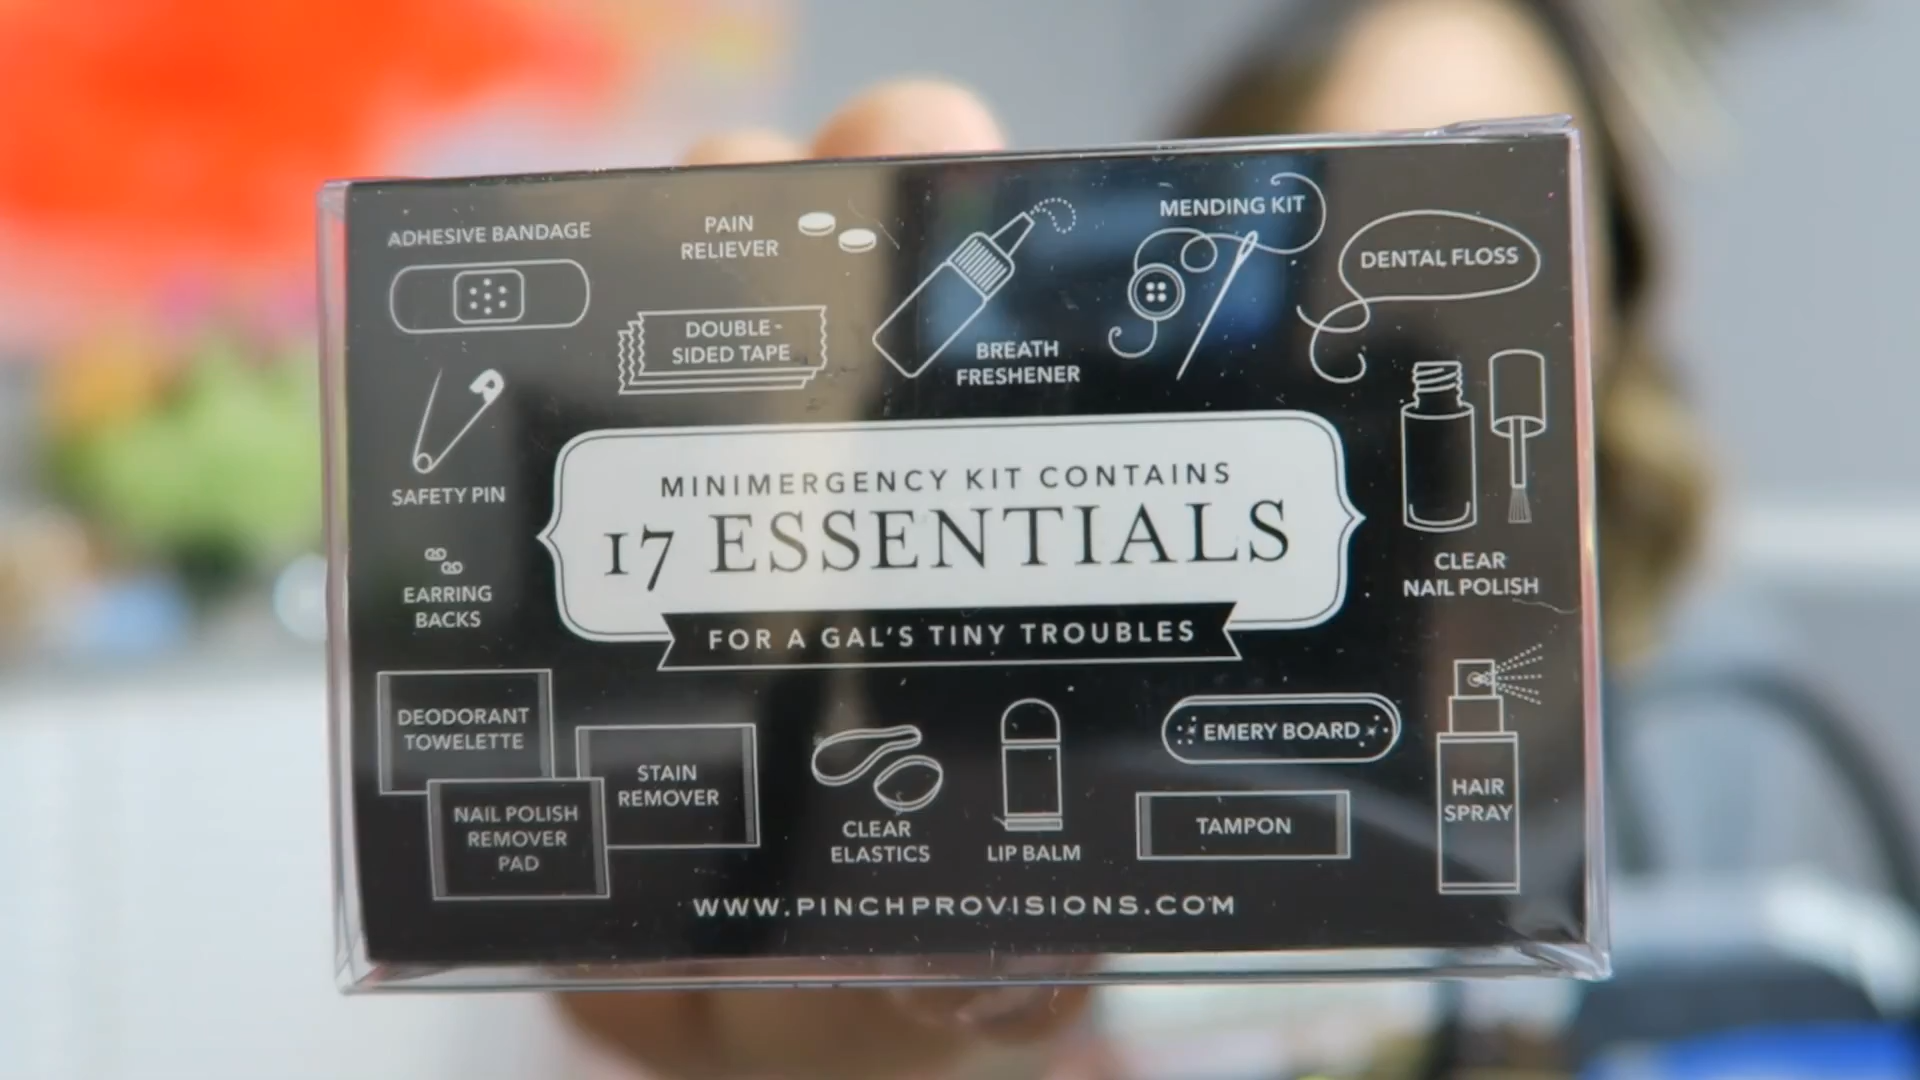 ADHESIVE BANDAGE
PAIN
RELIEVER
DOUBLE-
SIDED TAPE
BREATH
FRESHENER
MENDING KIT
DENTAL FLOSS
SAFETY PIN
EARRING
BACKS
MINIMERGENCY KIT CONTAINS
17 ESSENTIALS
FOR A GAL'S TINY TROUBLES
CLEAR
NAIL POLISH
DEODORANT
TOWELETTE
NAIL POLISH
REMOVER
PAD
STAIN
REMOVER
CLEAR
ELASTICS
LIP BALM
EMERY BOARD
TAMPON
HAIR
SPRAY
WWW.PINCHPROVISIONS.COM